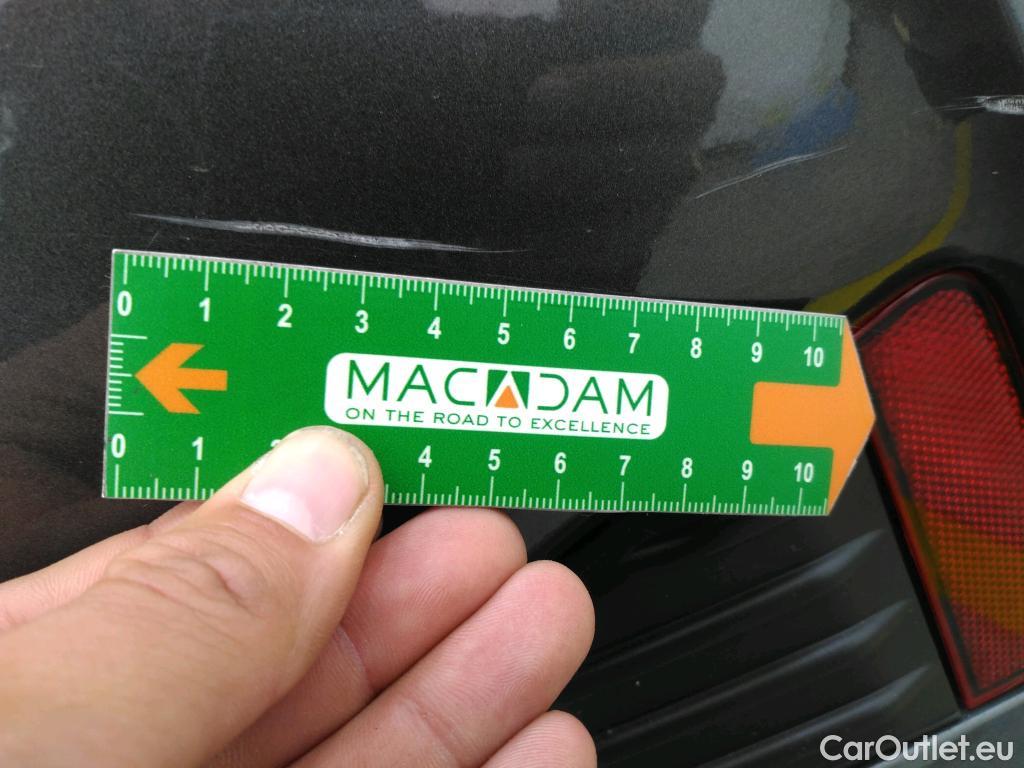 0 1 2 3 4 5 6 7 8 9 10
MACADAM
ON THE ROAD TO EXCELLENCE
0 1 4 5 6 7 8 9 10
CarOutlet.eu